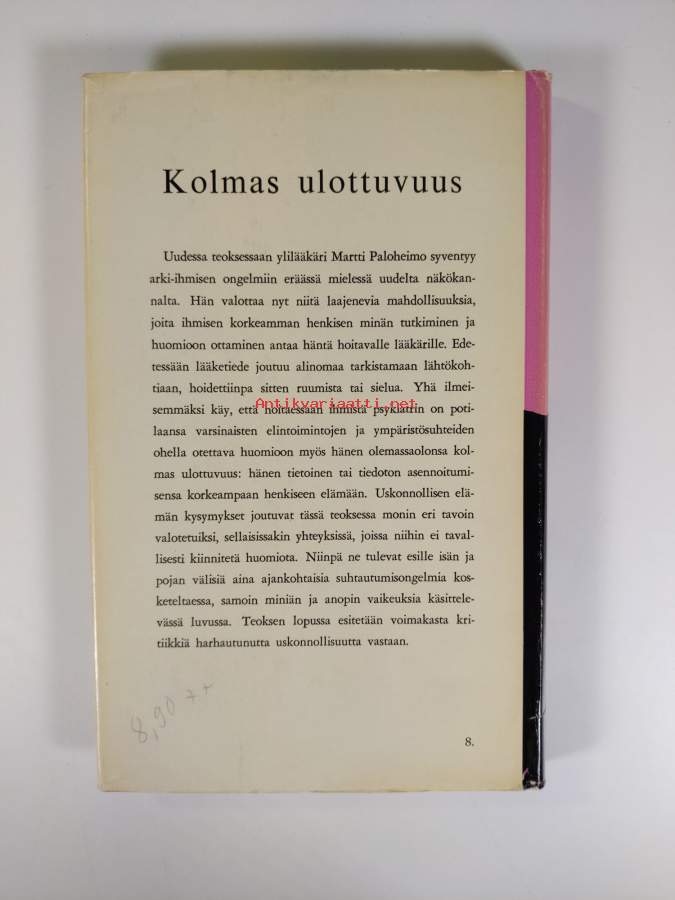 Kolmas ulottuvuus
Uudessa teoksessaan ylilääkäri Martti Paloheimo syventyy
arki-ihmisen ongelmiin eräässä mielessä uudelta näkökan-
nalta. Hän valottaa nyt niitä laajenevia mahdollisuuksia,
joita ihmisen korkeamman henkisen minän tutkiminen ja
huomioon ottaminen antaa häntä hoitavalle lääkärille. Ede-
tessään lääketiede joutuu alinomaa tarkistamaan lähtökoh-
tiaan, hoidettiinpa sitten ruumista tai sielua. Yhä ilmei-
Antikvariaatti.net
semmäksi käy, että hoitaessaan ihmistä psykiatrin on poti-
laansa varsinaisten elintoimintojen ja ympäristösuhteiden
ohella otettava huomioon myös hänen olemassaolonsa kol-
mas ulottuvuus: hänen tietoinen tai tiedoton asennoitumi-
sensa korkeampaan henkiseen elämään. Uskonnollisen elä-
män kysymykset joutuvat tässä teoksessa monin eri tavoin
valotetuiksi, sellaisissakin yhteyksissä, joissa niihin ei taval-
lisesti kiinnitetä huomiota. Niinpä ne tulevat esille isän ja
pojan välisiä aina ajankohtaisia suhtautumisongelmia kos-
keteltaessa, samoin miniän ja anopin vaikeuksia käsittele-
vässä luvussa. Teoksen lopussa esitetään voimakasta kri-
tiikkiä harhautunutta uskonnollisuutta vastaan.
8,90 ++
8.